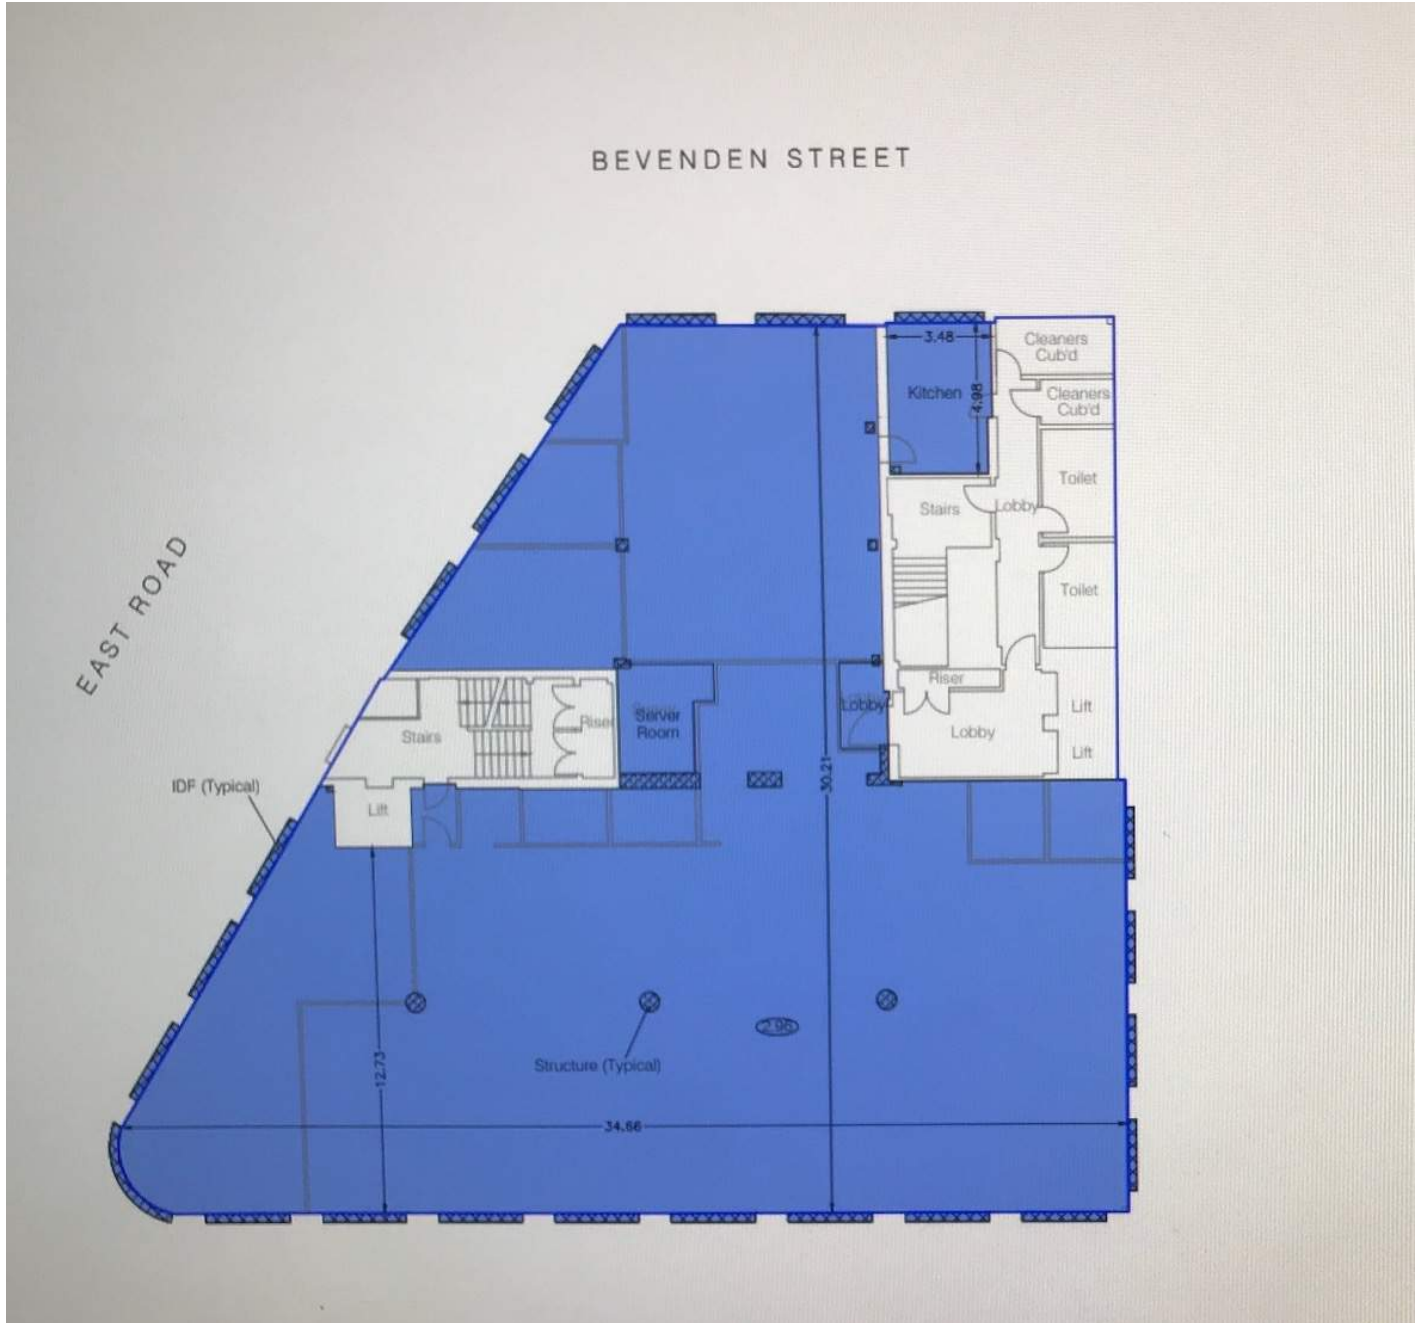 BEVENDEN STREET
Cleaners
Cub'd
3.48
Kitchen
4.98
Cleaners
Cub'd
Toilet
Stairs
Lobby
EAST ROAD
Toilet
Riser
Lobby
Lift
Server
Room
Riser
Stairs
Lobby
Lift
30.21
IDF (Typical)
Lift
2.96
Structure (Typical)
12.73
34.66